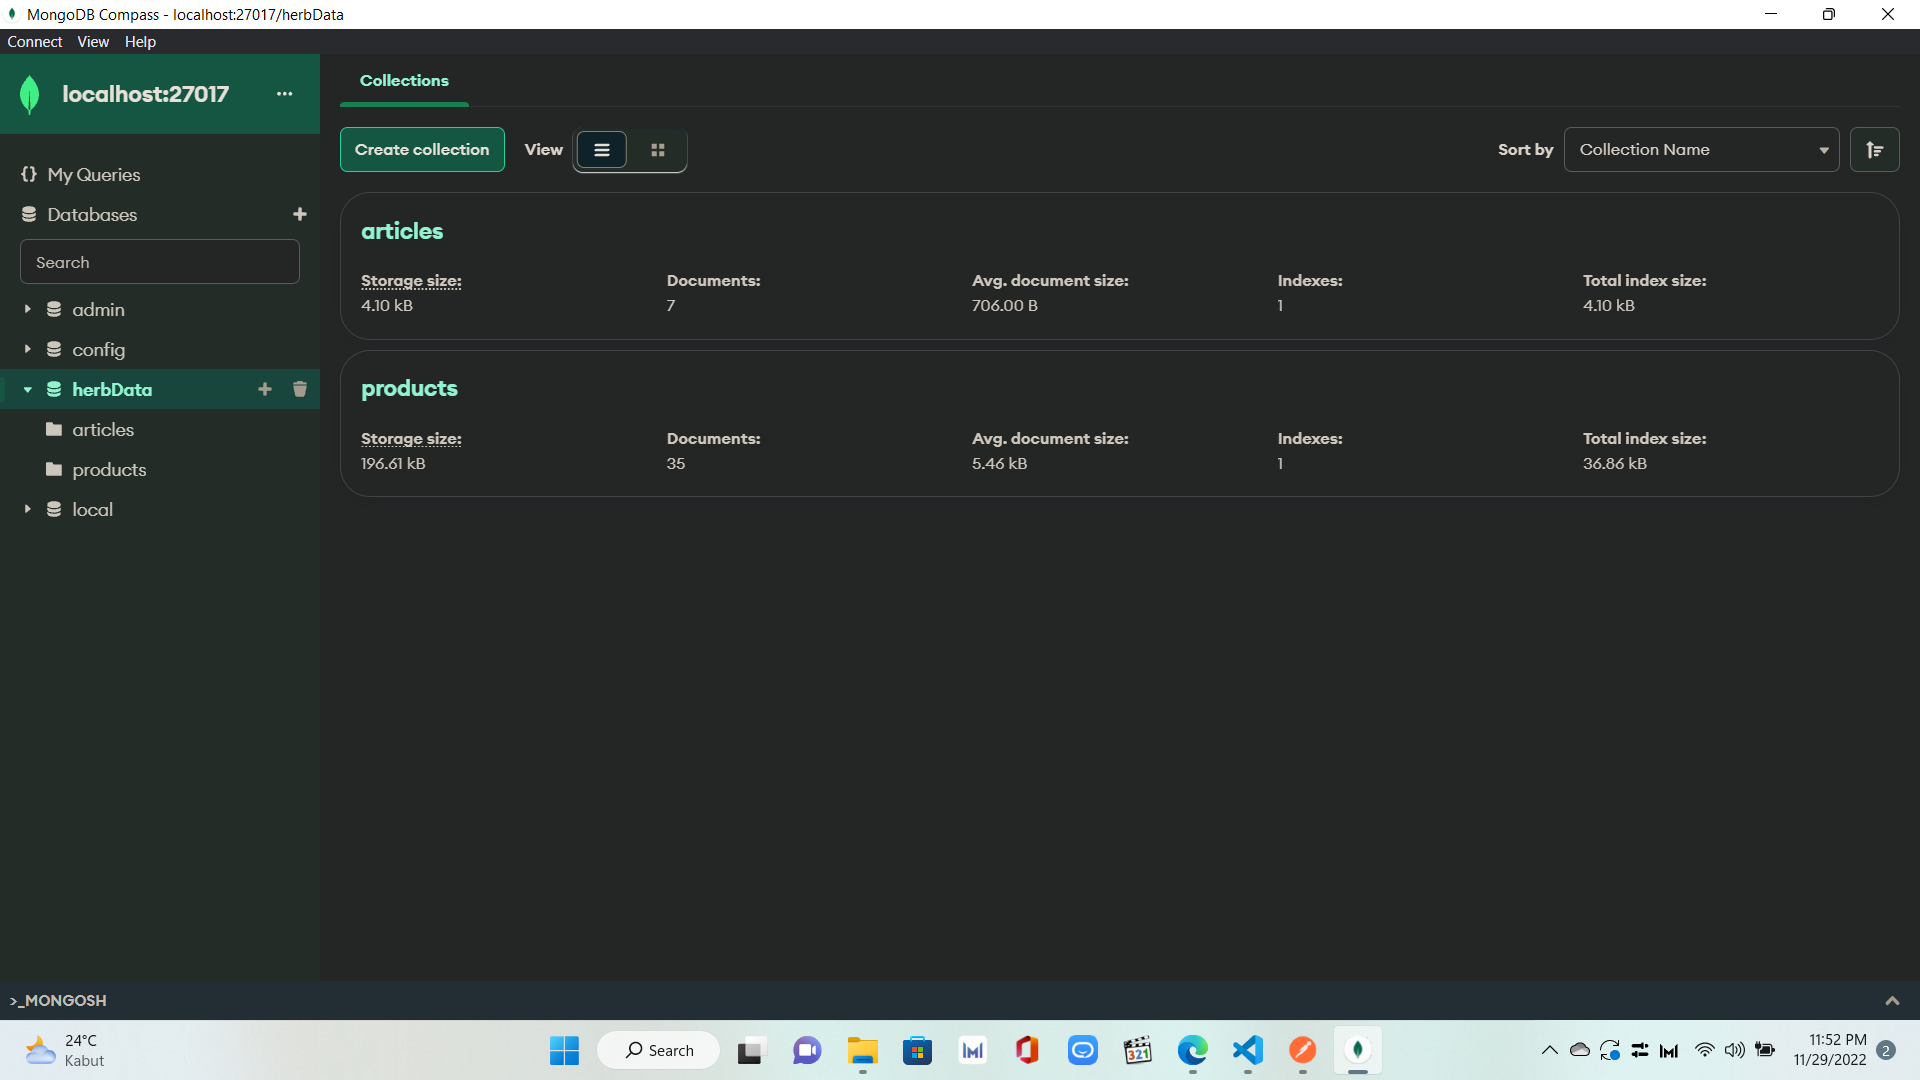 MongoDB Compass - localhost:27017/herbData
Connect View Help
localhost:27017 ...
{} My Queries
Databases
Search
admin
config
herbData
articles
products
local
Collections
Create collection View Sort by Collection Name
articles
Storage size: Documents: Avg. document size: Indexes: Total index size:
4.10 kB 7 706.00 B 1 4.10 kB
products
Storage size: Documents: Avg. document size: Indexes: Total index size:
196.61 kB 35 5.46 kB 1 36.86 kB
>_MONGOSH
24°C
Kabut
Search
321
11:52 PM
11/29/2022
2